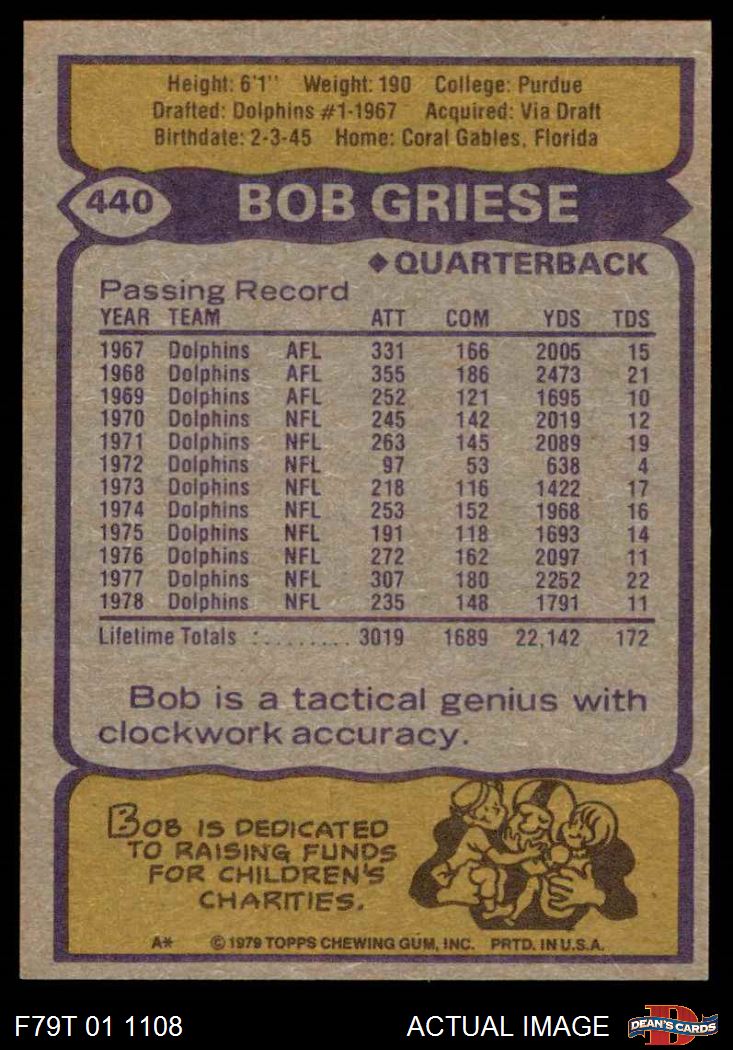 Height: 6'1" Weight: 190 College: Purdue
Drafted: Dolphins #1-1967 Acquired: Via Draft
Birthdate: 2-3-45 Home: Coral Gables, Florida
440 BOB GRIESE
◆QUARTERBACK
Passing Record
YEAR TEAM ATT COM YDS TDS
1967 Dolphins AFL 331 166 2005 15
1968 Dolphins AFL 355 186 2473 21
1969 Dolphins AFL 252 121 1695 10
1970 Dolphins NFL 245 142 2019 12
1971 Dolphins NFL 263 145 2089 19
1972 Dolphins NFL 97 53 638 4
1973 Dolphins NFL 218 116 1422 17
1974 Dolphins NFL 253 152 1968 16
1975 Dolphins NFL 191 118 1693 14
1976 Dolphins NFL 272 162 2097 11
1977 Dolphins NFL 307 180 2252 22
1978 Dolphins NFL 235 148 1791 11
Lifetime Totals :......... 3019 1689 22,142 172
Bob is a tactical genius with
clockwork accuracy.
BOB IS DEDICATED
TO RAISING FUNDS
FOR CHILDREN'S
CHARITIES.
A* © 1979 TOPPS CHEWING GUM, INC. PRTD. IN U.S.A.
F79T 01 1108 ACTUAL IMAGE D DEAN'S CARDS